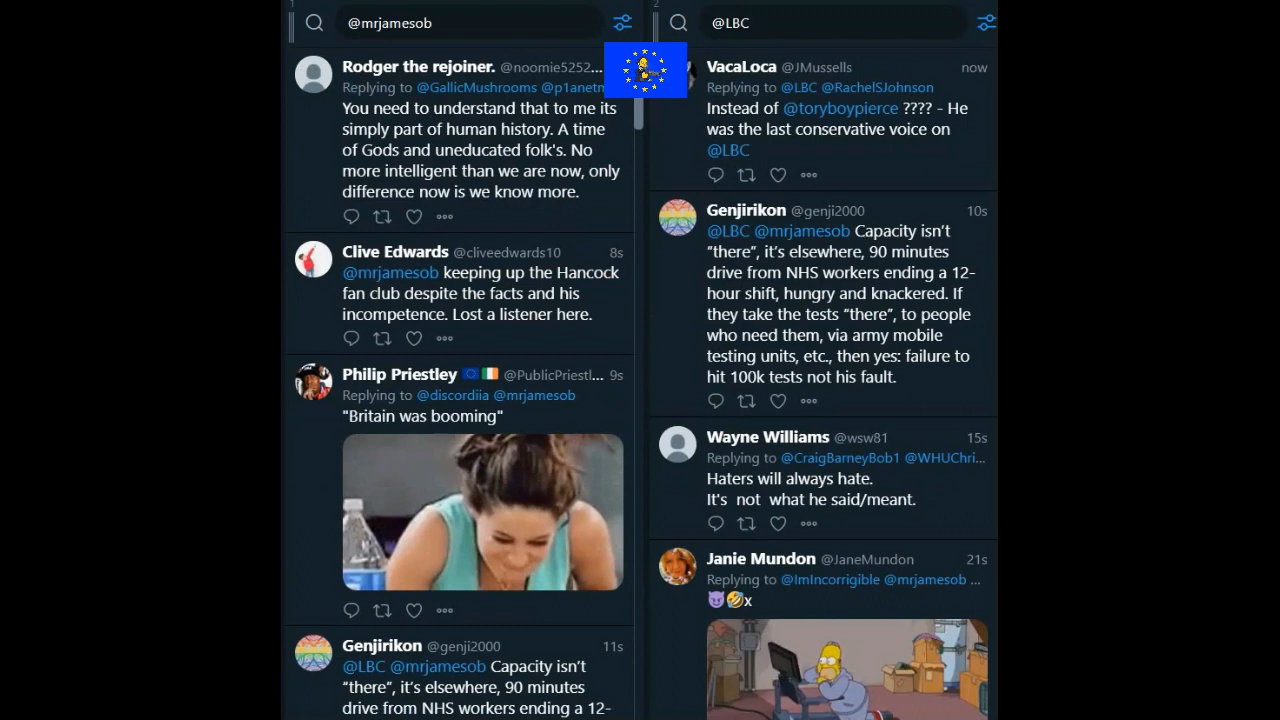 1
@mrjamesob
Rodger the rejoiner. @noomie5252...
Replying to @GallicMushrooms @p1anetn
You need to understand that to me its
simply part of human history. A time
of Gods and uneducated folk's. No
more intelligent than we are now, only
difference now is we know more.
Clive Edwards @cliveedwards10 8s
@mrjamesob keeping up the Hancock
fan club despite the facts and his
incompetence. Lost a listener here.
Philip Priestley @PublicPriestl... 9s
Replying to @discordiia @mrjamesob
"Britain was booming"
Genjirikon @genji2000 11s
@LBC @mrjamesob Capacity isn’t
“there”, it’s elsewhere, 90 minutes
drive from NHS workers ending a 12-
2
@LBC
VacaLoca @JMussells now
Replying to @LBC @RachelSJohnson
Instead of @toryboypierce ???? - He
was the last conservative voice on
@LBC
Genjirikon @genji2000 10s
@LBC @mrjamesob Capacity isn’t
“there”, it’s elsewhere, 90 minutes
drive from NHS workers ending a 12-
hour shift, hungry and knackered. If
they take the tests “there”, to people
who need them, via army mobile
testing units, etc., then yes: failure to
hit 100k tests not his fault.
Wayne Williams @wsw81 15s
Replying to @CraigBarneyBob1 @WHUChri...
Haters will always hate.
It's not what he said/meant.
Janie Mundon @JaneMundon 21s
Replying to @ImIncorrigible @mrjamesob ...
😈🤣x